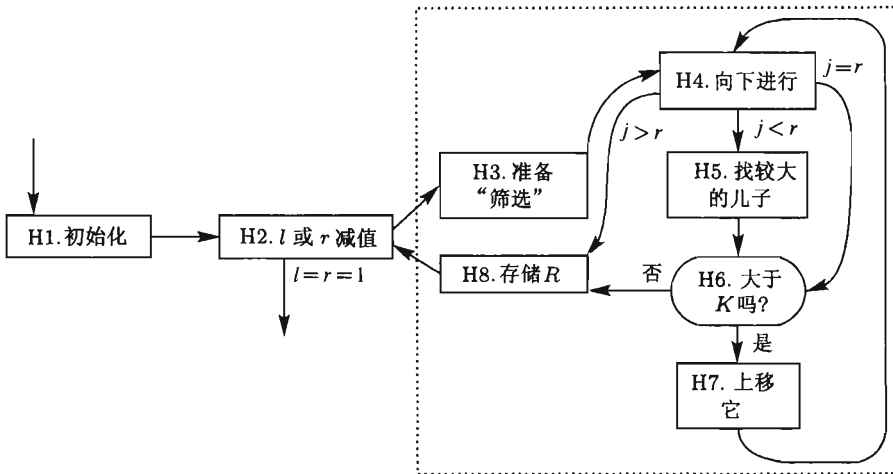 H4. 向下进行
j=r
j>r
j<r
H3. 准备
“筛选”
H5. 找较大
的儿子
H1. 初始化
H2. l 或 r 减值
l=r=1
H8. 存储R
否
H6. 大于
K吗?
是
H7. 上移
它